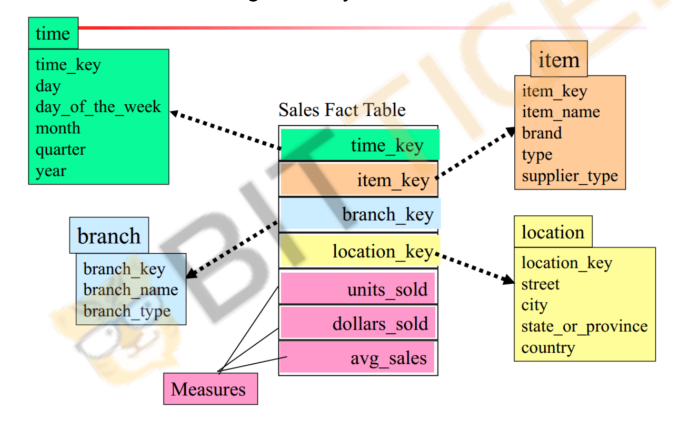 time
time_key
day
day_of_the_week
month
quarter
year
item
item_key
item_name
brand
type
supplier_type
Sales Fact Table
time_key
item_key
branch_key
location_key
units_sold
dollars_sold
avg_sales
branch
branch_key
branch_name
branch_type
location
location_key
street
city
state_or_province
country
Measures
BITTIGER